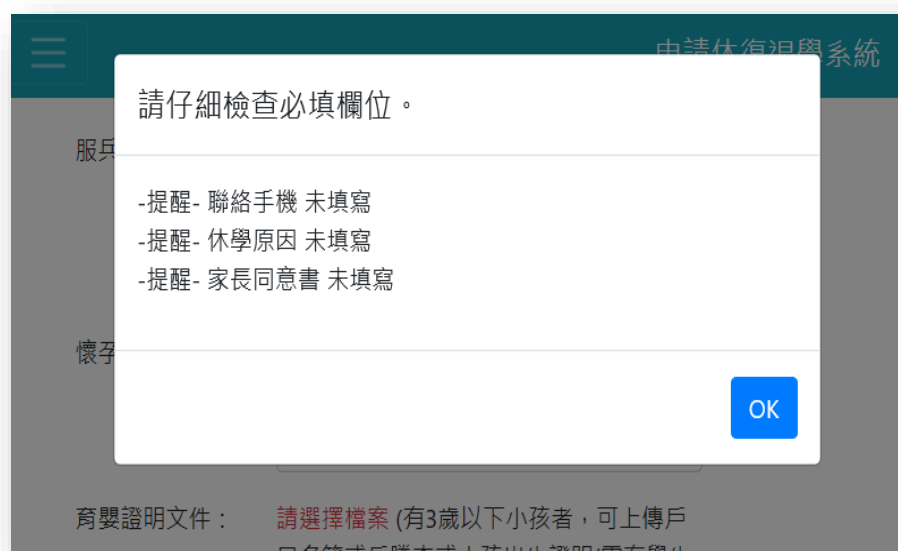 申請休復退學系統
請仔細檢查必填欄位。
服兵
-提醒- 聯絡手機 未填寫
-提醒- 休學原因 未填寫
-提醒- 家長同意書 未填寫
懷孕
OK
育嬰證明文件： 請選擇檔案 (有3歲以下小孩者，可上傳戶